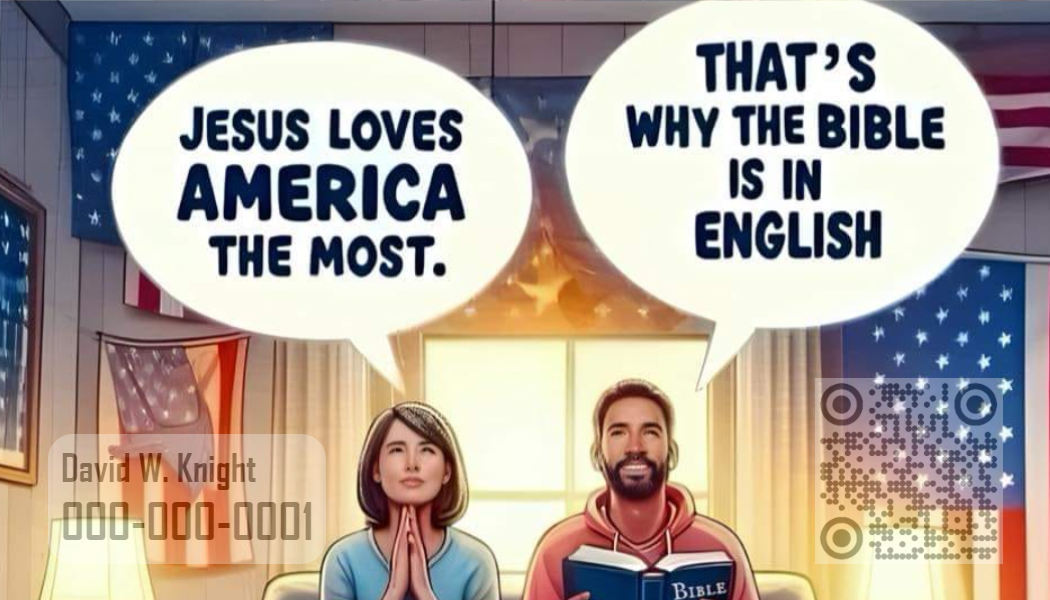 JESUS LOVES
AMERICA
THE MOST.
THAT'S
WHY THE BIBLE
IS IN
ENGLISH
David W. Knight
000-000-0001
BIBLE